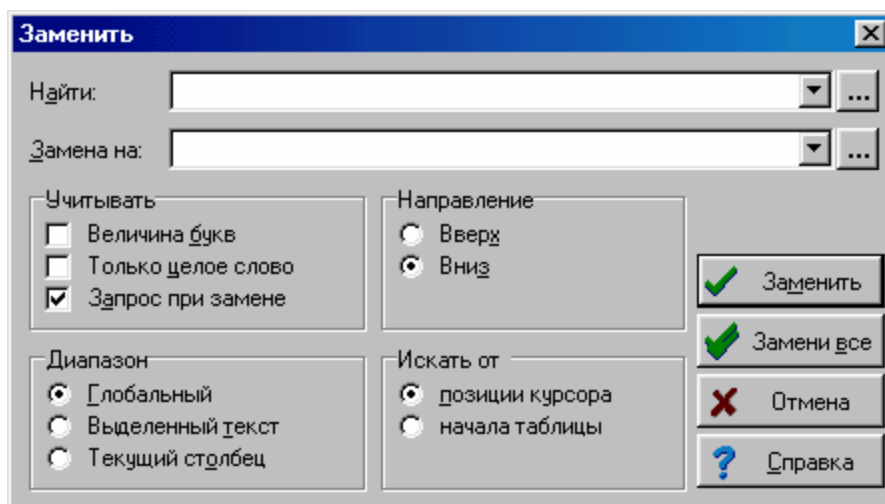 Заменить
Найти:
...
Замена на:
...
Учитывать
Величина букв
Только целое слово
Запрос при замене
Направление
Вверх
Вниз
Диапазон
Глобальный
Выделенный текст
Текущий столбец
Искать от
позиции курсора
начала таблицы
Заменить
Замени все
Отмена
Справка